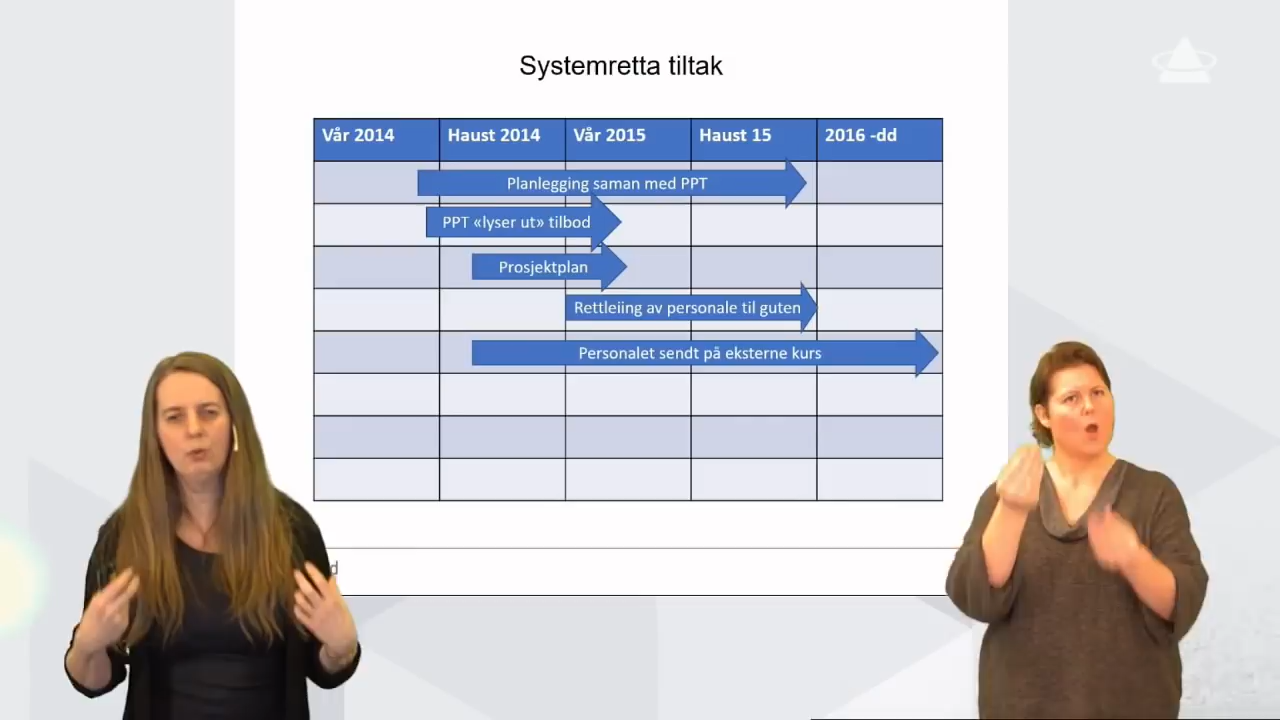 Systemretta tiltak
Vår 2014
Haust 2014
Vår 2015
Haust 15
2016 -dd
Planlegging saman med PPT
PPT «lyser ut» tilbod
Prosjektplan
Rettleiing av personale til guten
Personalet sendt på eksterne kurs